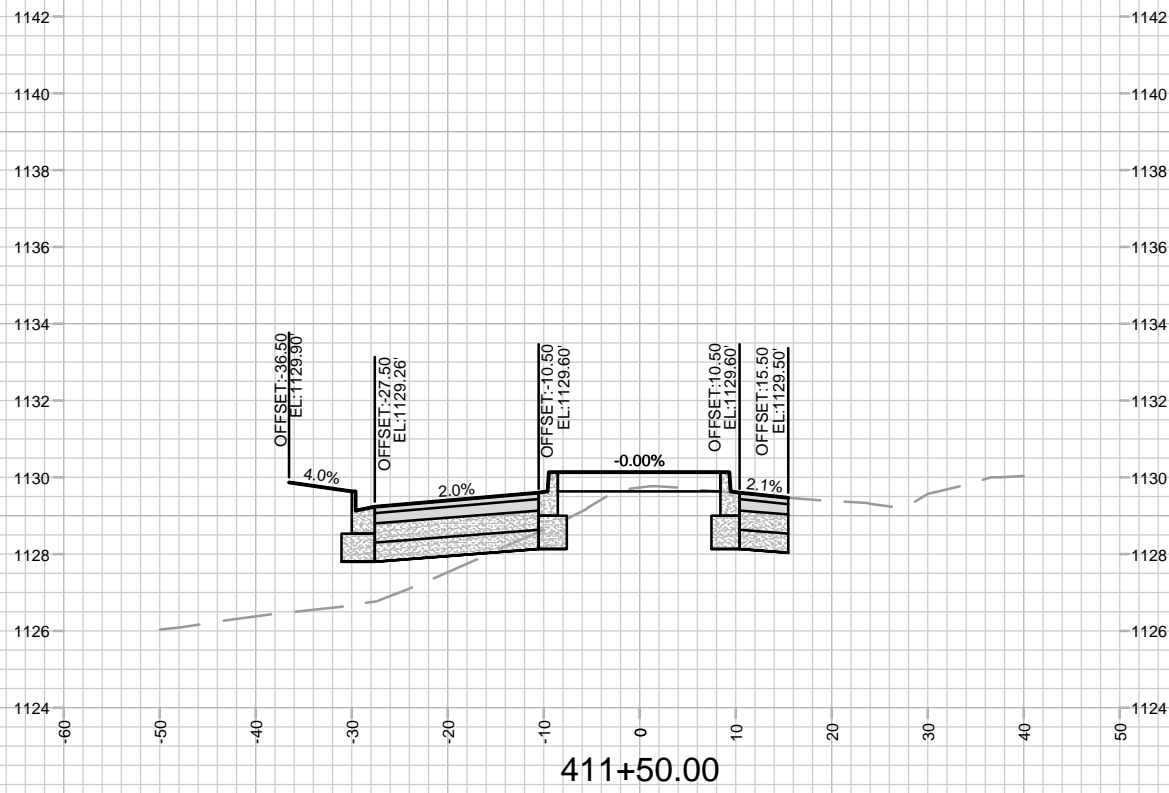 1142 1142
1140 1140
1138 1138
1136 1136
1134 1134
OFFSET:-36.50
EL:1129.90'
OFFSET:-27.50
EL:1129.26'
OFFSET:-10.50
EL:1129.60'
OFFSET:10.50
EL:1129.60'
OFFSET:15.50
EL:1129.50'
1132 1132
1130 1130
4.0%
2.0%
-0.00%
2.1%
1128 1128
1126 1126
1124 1124
-60 -50 -40 -30 -20 -10 0 10 20 30 40 50
411+50.00